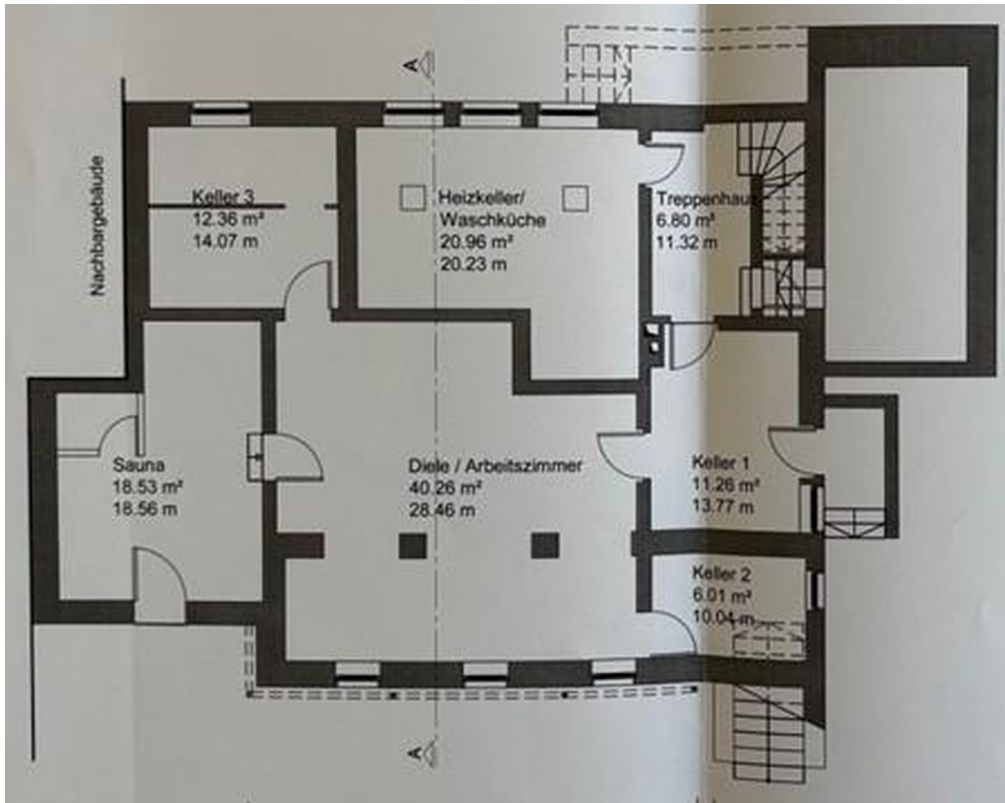 A
Nachbargebäude
Keller 3
12.36 m²
14.07 m
Heizkeller/
Waschküche
20.96 m²
20.23 m
Treppenhaus
6.80 m²
11.32 m
Sauna
18.53 m²
18.56 m
Diele / Arbeitszimmer
40.26 m²
28.46 m
Keller 1
11.26 m²
13.77 m
Keller 2
6.01 m²
10.04 m
A